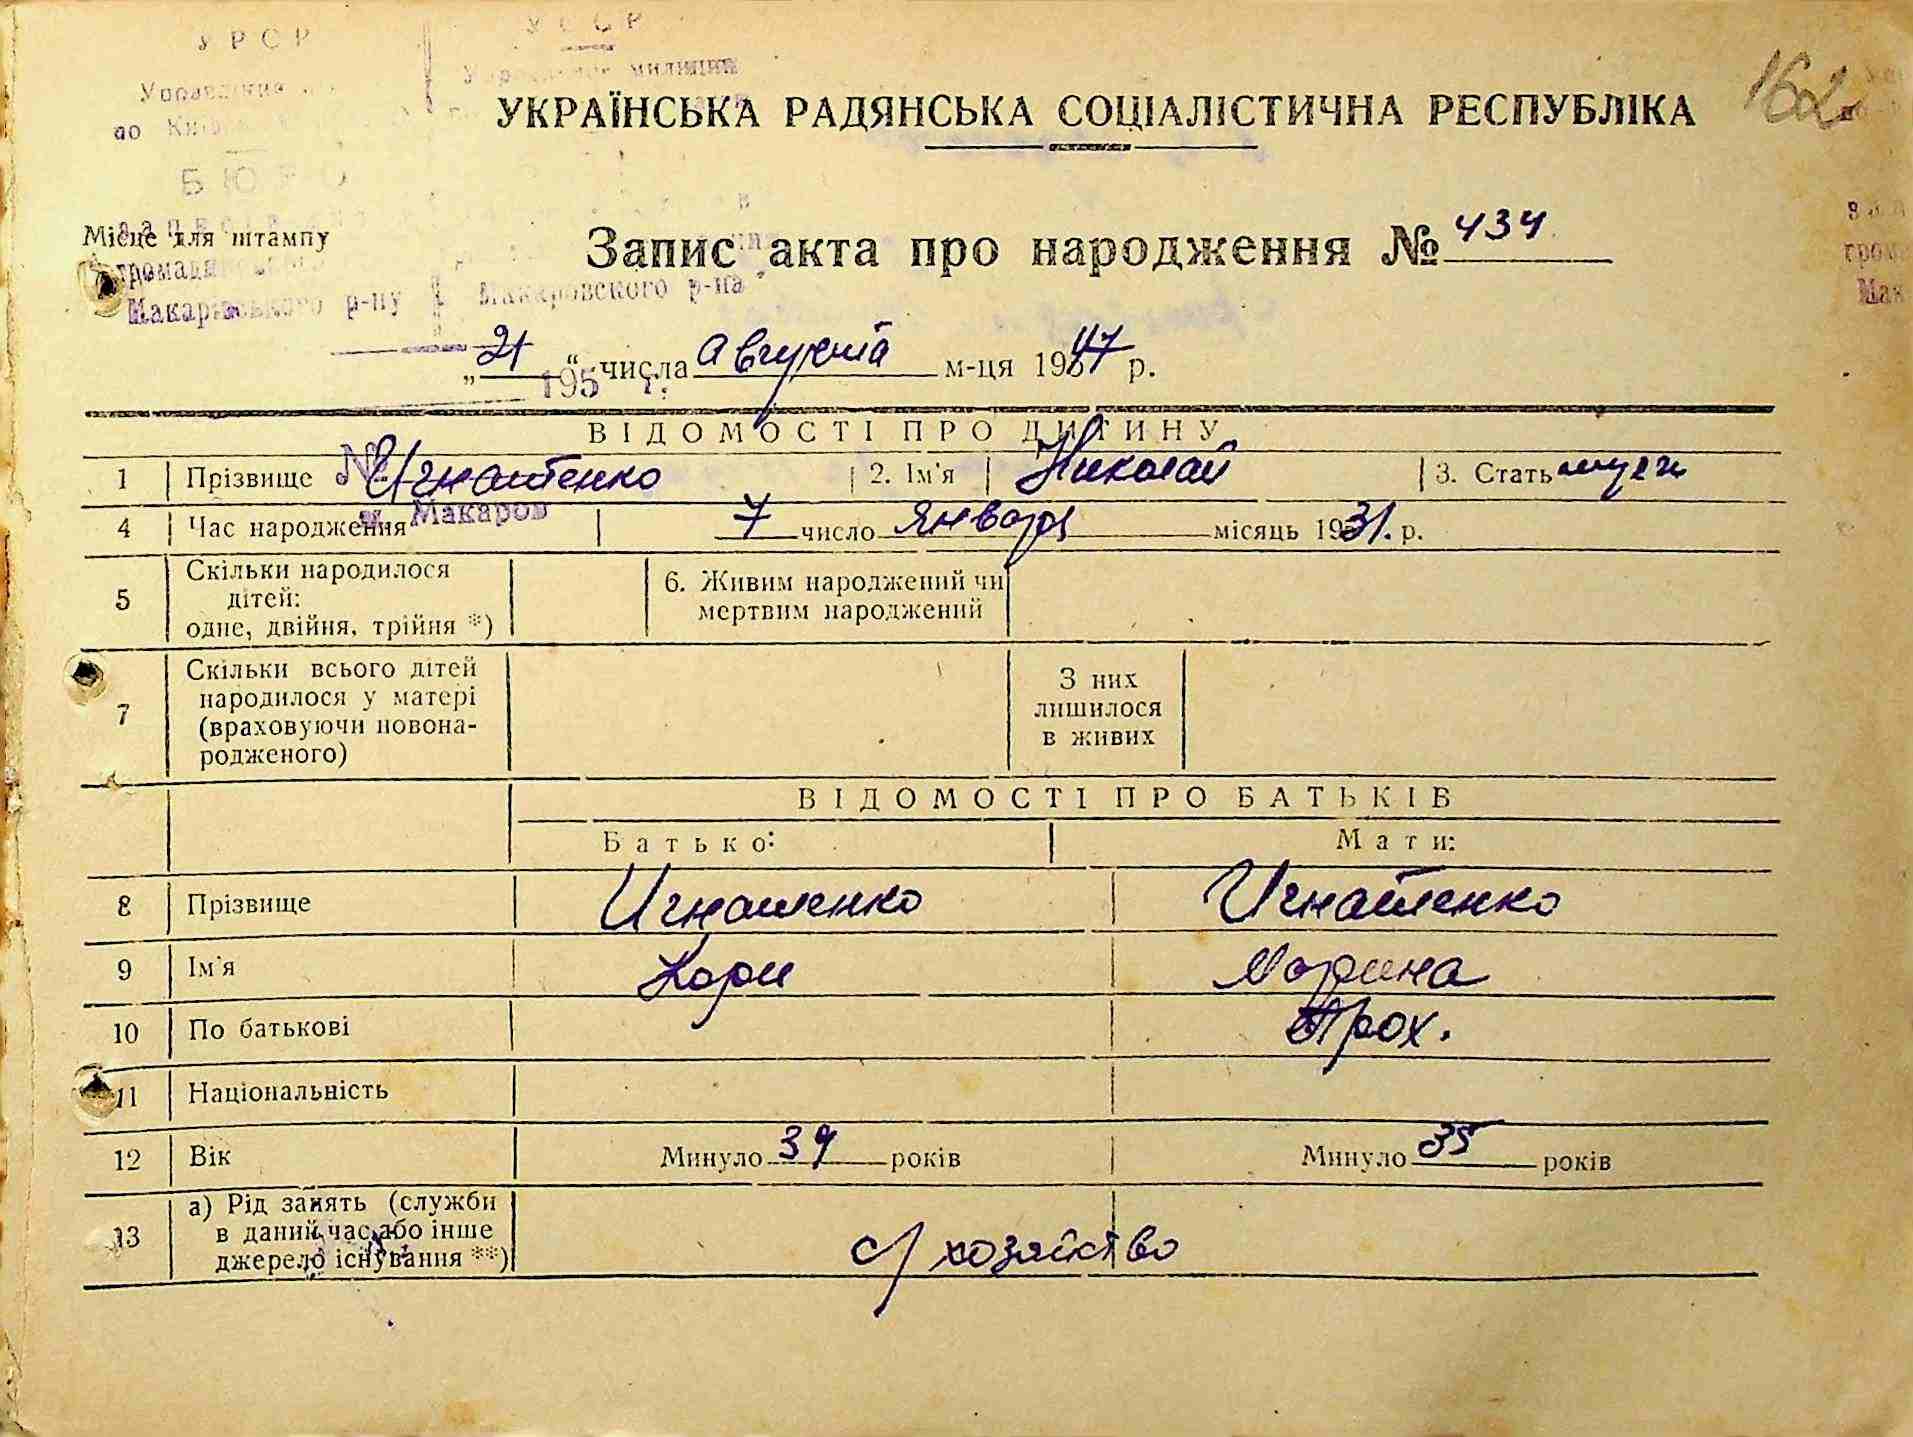 УРСР
УССР
162
Управління
милиции
УКРАЇНСЬКА РАДЯНСЬКА СОЦІАЛІСТИЧНА РЕСПУБЛІКА
по
БЮРО
Місце для штампу
Запис акта про народження № 434
Макарівського р-ну Макаровского р-на
„21“ числа Августа м-ця 1947 р.
195 г.
ВІДОМОСТІ ПРО ДИТИНУ
1 Прізвище Игнатенко 2. Ім'я Николай 3. Стать муж
м. Макаров
4 Час народження 7 число января місяць 1931. р.
5 Скільки народилося дітей: одне, двійня, трійня *) 6. Живим народжений чи мертвим народжений
7 Скільки всього дітей народилося у матері (враховуючи новонародженого) З них лишилося в живих
ВІДОМОСТІ ПРО БАТЬКІВ
Батько: Мати:
8 Прізвище Игнатенко Игнатенко
9 Ім'я Марина
10 По батькові Прох.
11 Національність
12 Вік Минуло 39 років Минуло 35 років
13 а) Рід занять (служби в даний час або інше джерело існування **) с/хозяйство